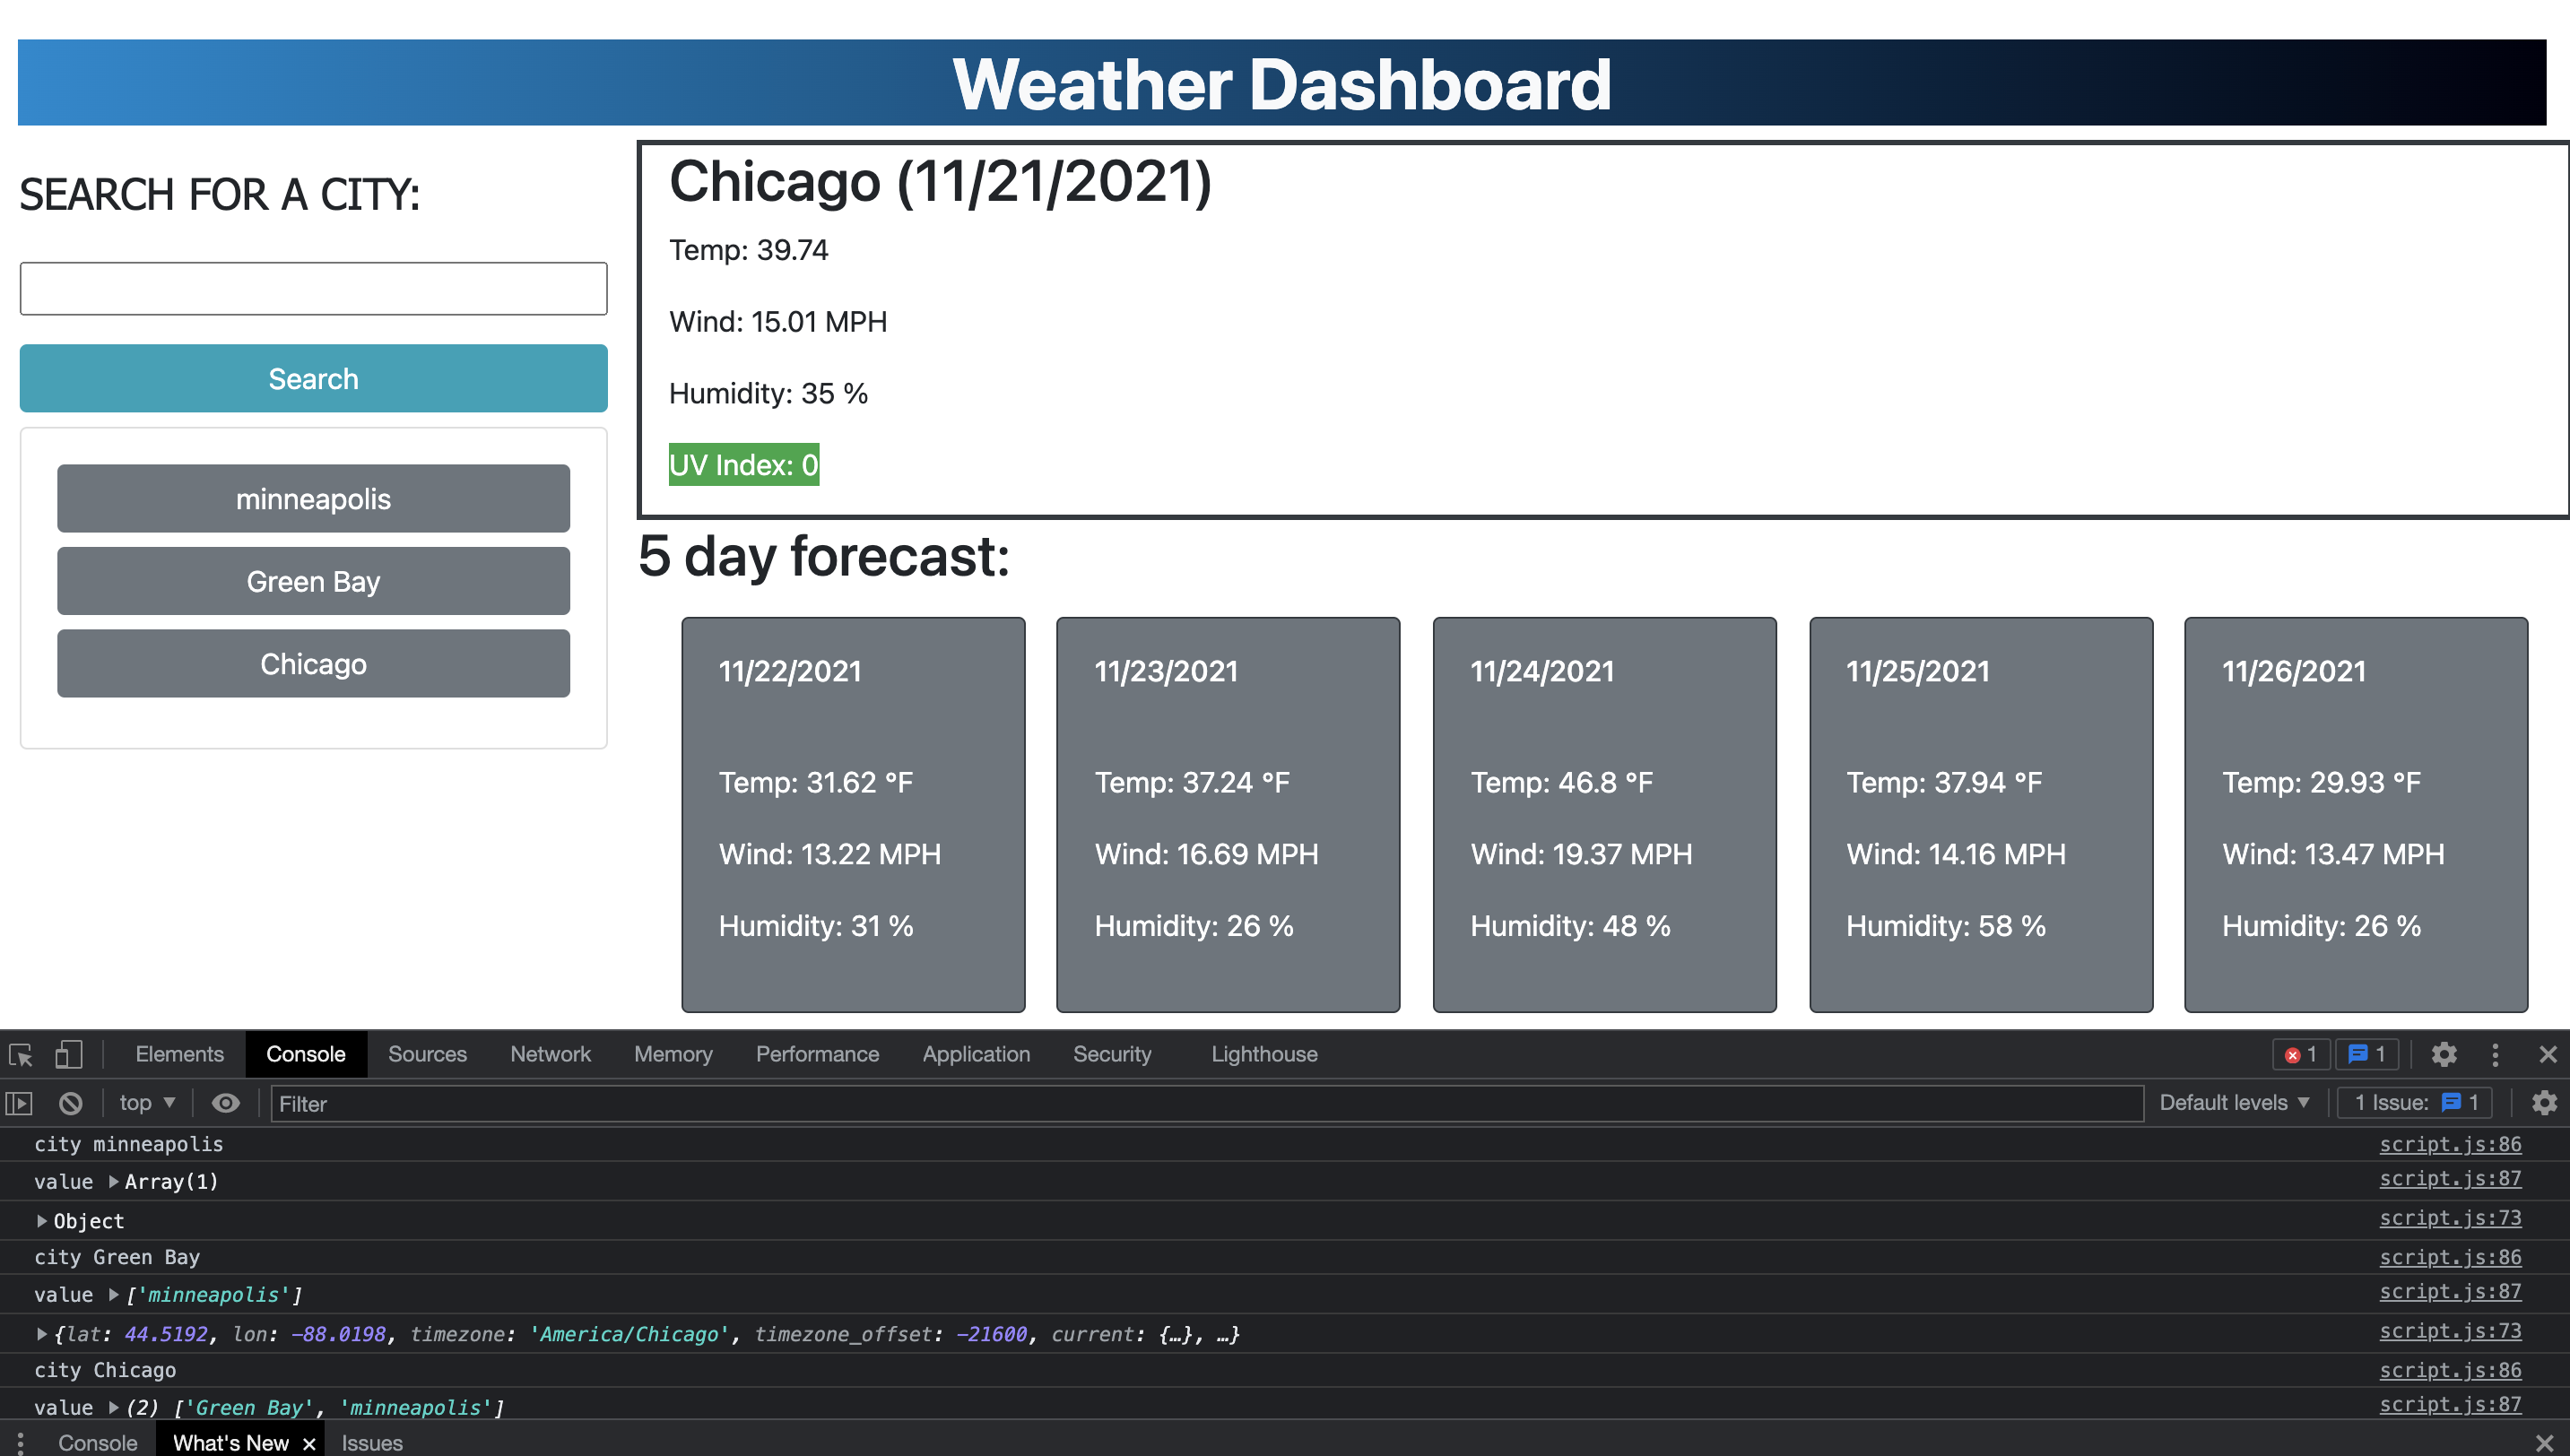 Weather Dashboard
SEARCH FOR A CITY:
Search
minneapolis
Green Bay
Chicago
Chicago (11/21/2021)
Temp: 39.74
Wind: 15.01 MPH
Humidity: 35 %
UV Index: 0
5 day forecast:
11/22/2021
Temp: 31.62 °F
Wind: 13.22 MPH
Humidity: 31 %
11/23/2021
Temp: 37.24 °F
Wind: 16.69 MPH
Humidity: 26 %
11/24/2021
Temp: 46.8 °F
Wind: 19.37 MPH
Humidity: 48 %
11/25/2021
Temp: 37.94 °F
Wind: 14.16 MPH
Humidity: 58 %
11/26/2021
Temp: 29.93 °F
Wind: 13.47 MPH
Humidity: 26 %
Elements Console Sources Network Memory Performance Application Security Lighthouse 1 1
top Filter Default levels 1 Issue: 1
city minneapolis script.js:86
value Array(1) script.js:87
Object script.js:73
city Green Bay script.js:86
value ['minneapolis'] script.js:87
{lat: 44.5192, lon: -88.0198, timezone: 'America/Chicago', timezone_offset: -21600, current: {…}, …} script.js:73
city Chicago script.js:86
value (2) ['Green Bay', 'minneapolis'] script.js:87
Console What's New Issues